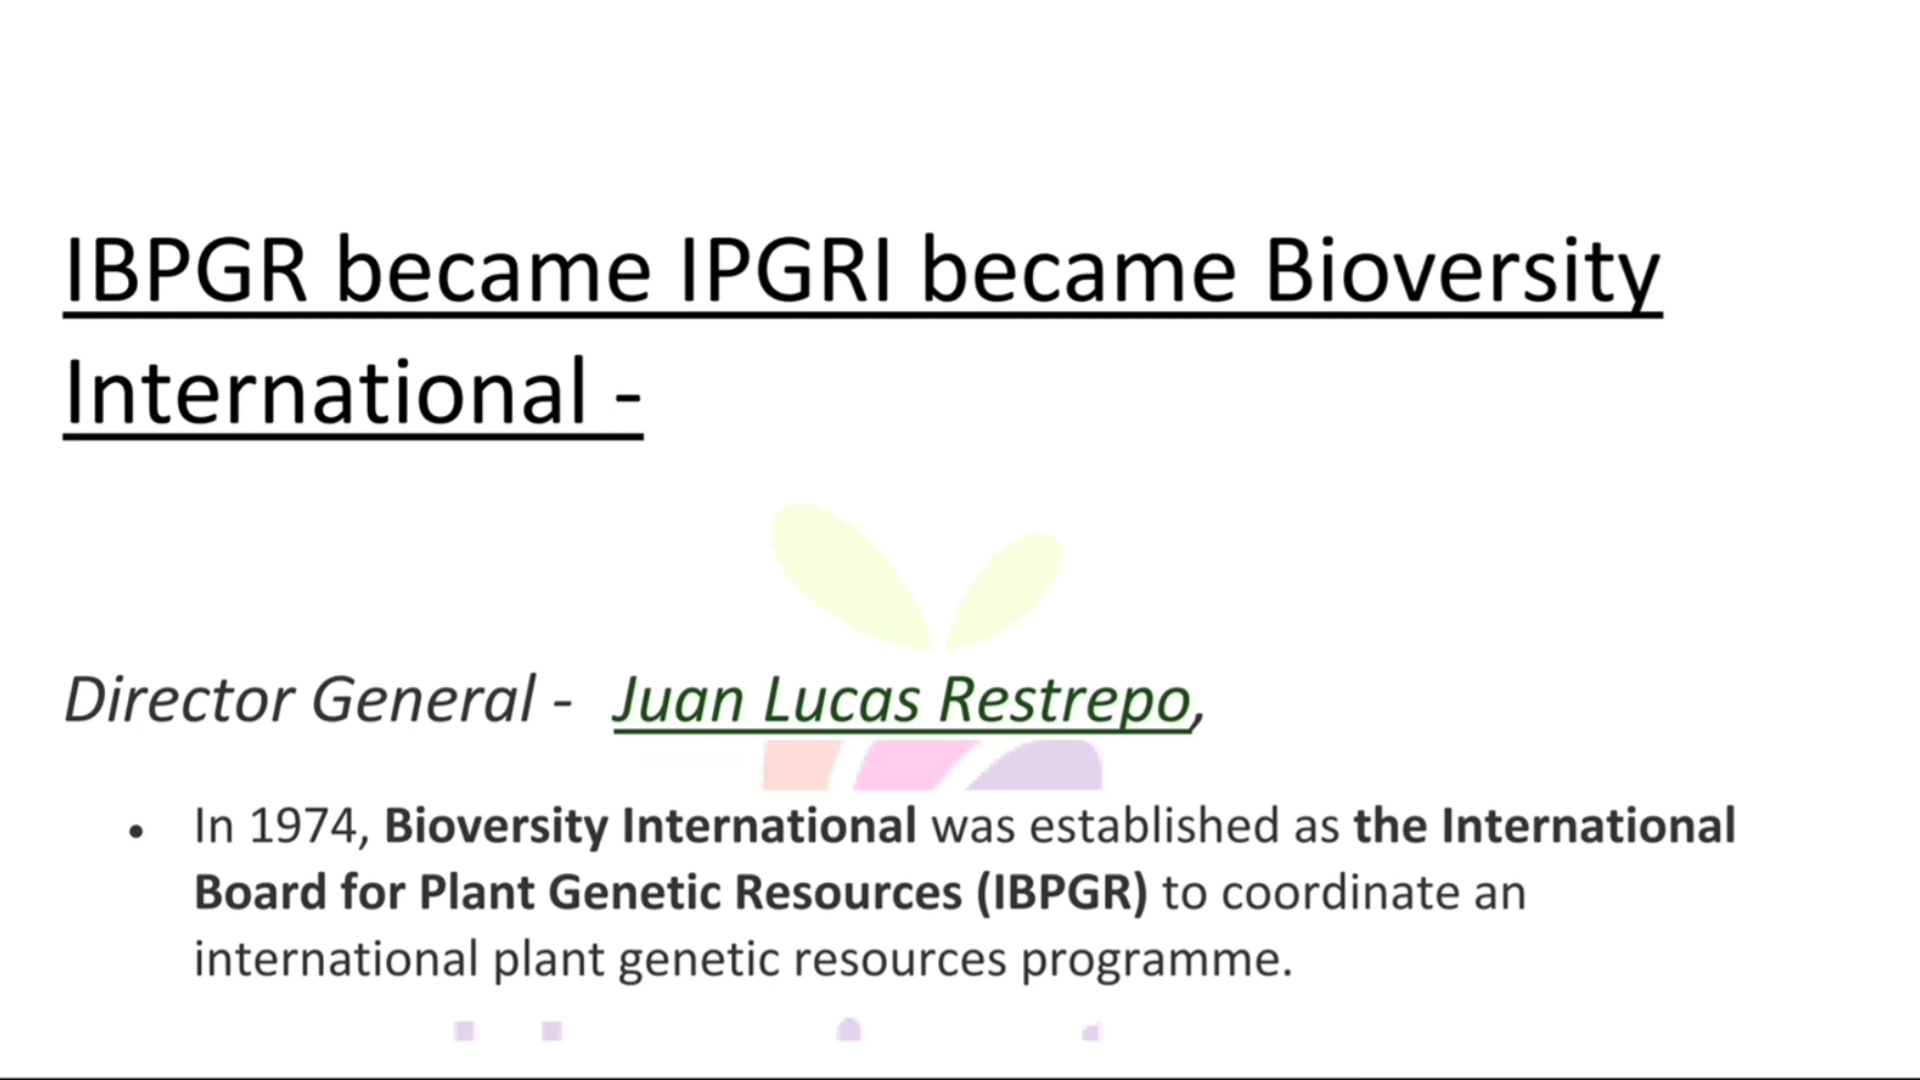 IBPGR became IPGRI became Bioversity
International -
Director General - Juan Lucas Restrepo,
• In 1974, Bioversity International was established as the International
Board for Plant Genetic Resources (IBPGR) to coordinate an
international plant genetic resources programme.